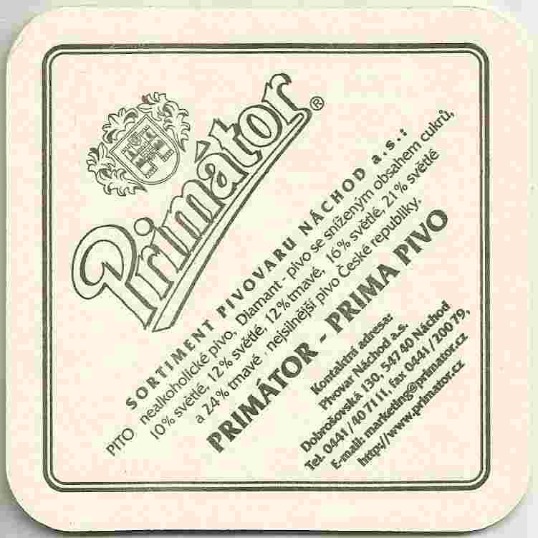 Primátor®
SORTIMENT PIVOVARU NÁCHOD a.s.:
PITO nealkoholické pivo, Diamant - pivo se sníženým obsahem cukrů,
10% světlé, 12% světlé, 12% tmavé, 16% světlé, 21% světlé
a 24% tmavé - nejsilnější pivo České republiky.
PRIMÁTOR - PRIMA PIVO
Kontaktní adresa:
Pivovar Náchod a.s.
Dobrošovská 130, 547 40 Náchod
Tel. 0441/40 71 11, fax 0441/200 79,
E-mail: marketing@primator.cz
http://www.primator.cz